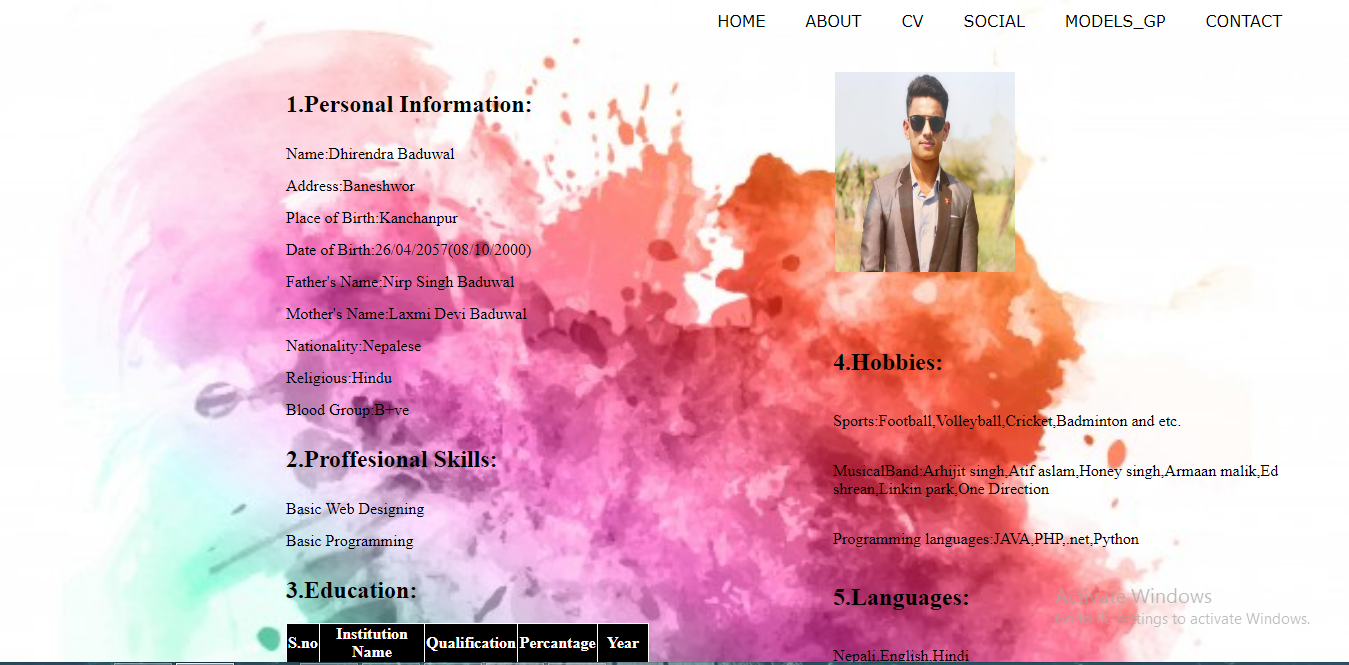 HOME ABOUT CV SOCIAL MODELS_GP CONTACT
1.Personal Information:
Name:Dhirendra Baduwal
Address:Baneshwor
Place of Birth:Kanchanpur
Date of Birth:26/04/2057(08/10/2000)
Father's Name:Nirp Singh Baduwal
Mother's Name:Laxmi Devi Baduwal
Nationality:Nepalese
Religious:Hindu
Blood Group:B+ve
2.Proffesional Skills:
Basic Web Designing
Basic Programming
3.Education:
S.no Institution Name Qualification Percantage Year
4.Hobbies:
Sports:Football,Volleyball,Cricket,Badminton and etc.
MusicalBand:Arhijit singh,Atif aslam,Honey singh,Armaan malik,Ed
shrean,Linkin park,One Direction
Programming languages:JAVA,PHP,.net,Python
5.Languages:
Nepali,English,Hindi
Activate Windows
Go to PC settings to activate Windows.